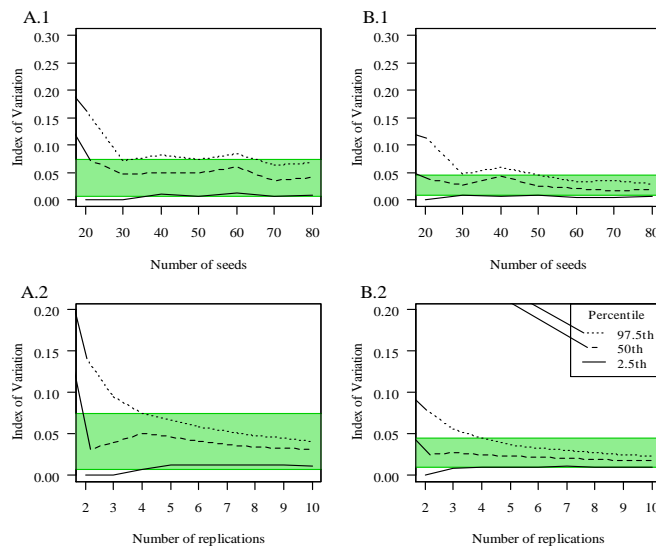 A.1
B.1
0.30
0.25
0.20
0.15
0.10
0.05
0.00
Index of Variation
20 30 40 50 60 70 80
Number of seeds
0.30
0.25
0.20
0.15
0.10
0.05
0.00
Index of Variation
20 30 40 50 60 70 80
Number of seeds
A.2
B.2
0.20
0.15
0.10
0.05
0.00
Index of Variation
2 3 4 5 6 7 8 9 10
Number of replications
0.20
0.15
0.10
0.05
0.00
Index of Variation
2 3 4 5 6 7 8 9 10
Number of replications
Percentile
97.5th
50th
2.5th